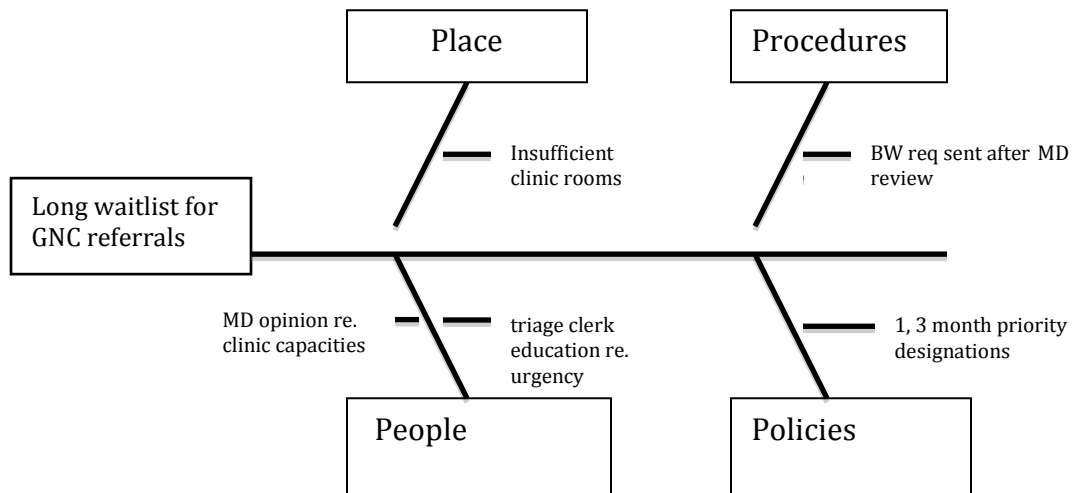 Place
Procedures
Insufficient
clinic rooms
BW req sent after MD
review
Long waitlist for
GNC referrals
MD opinion re.
clinic capacities
triage clerk
education re.
urgency
1, 3 month priority
designations
People
Policies